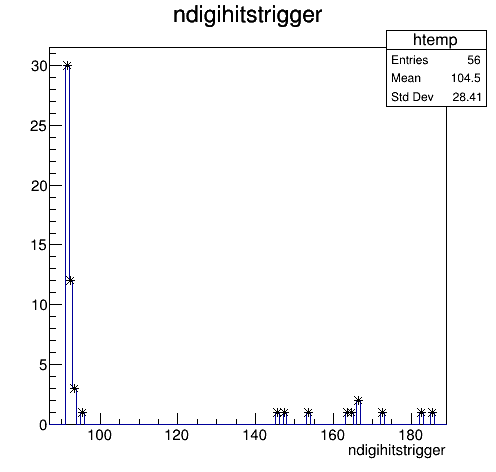 ndigihitstrigger
htemp
Entries 56
Mean 104.5
Std Dev 28.41
30
25
20
15
10
5
0
100 120 140 160 180
ndigihitstrigger